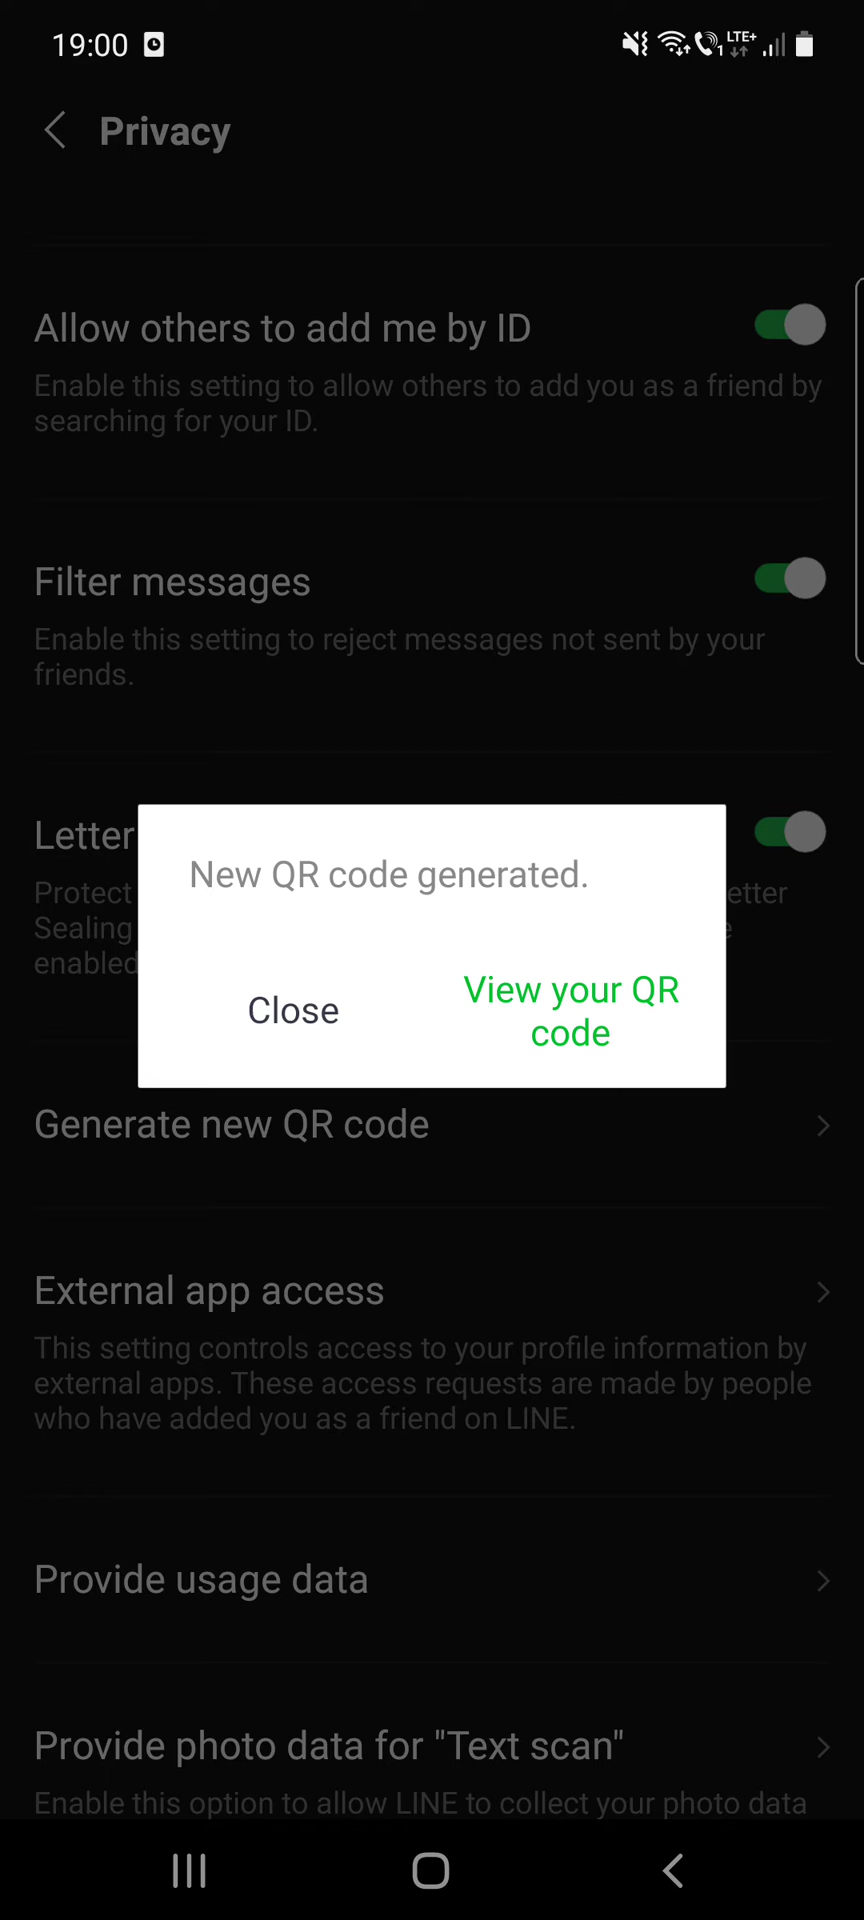 19:00
LTE+
1
Privacy
Allow others to add me by ID
Enable this setting to allow others to add you as a friend by
searching for your ID.
Filter messages
Enable this setting to reject messages not sent by your
friends.
Letter
Protect
etter
Sealing
e
enabled
New QR code generated.
Close
View your QR
code
Generate new QR code
External app access
This setting controls access to your profile information by
external apps. These access requests are made by people
who have added you as a friend on LINE.
Provide usage data
Provide photo data for "Text scan"
Enable this option to allow LINE to collect your photo data